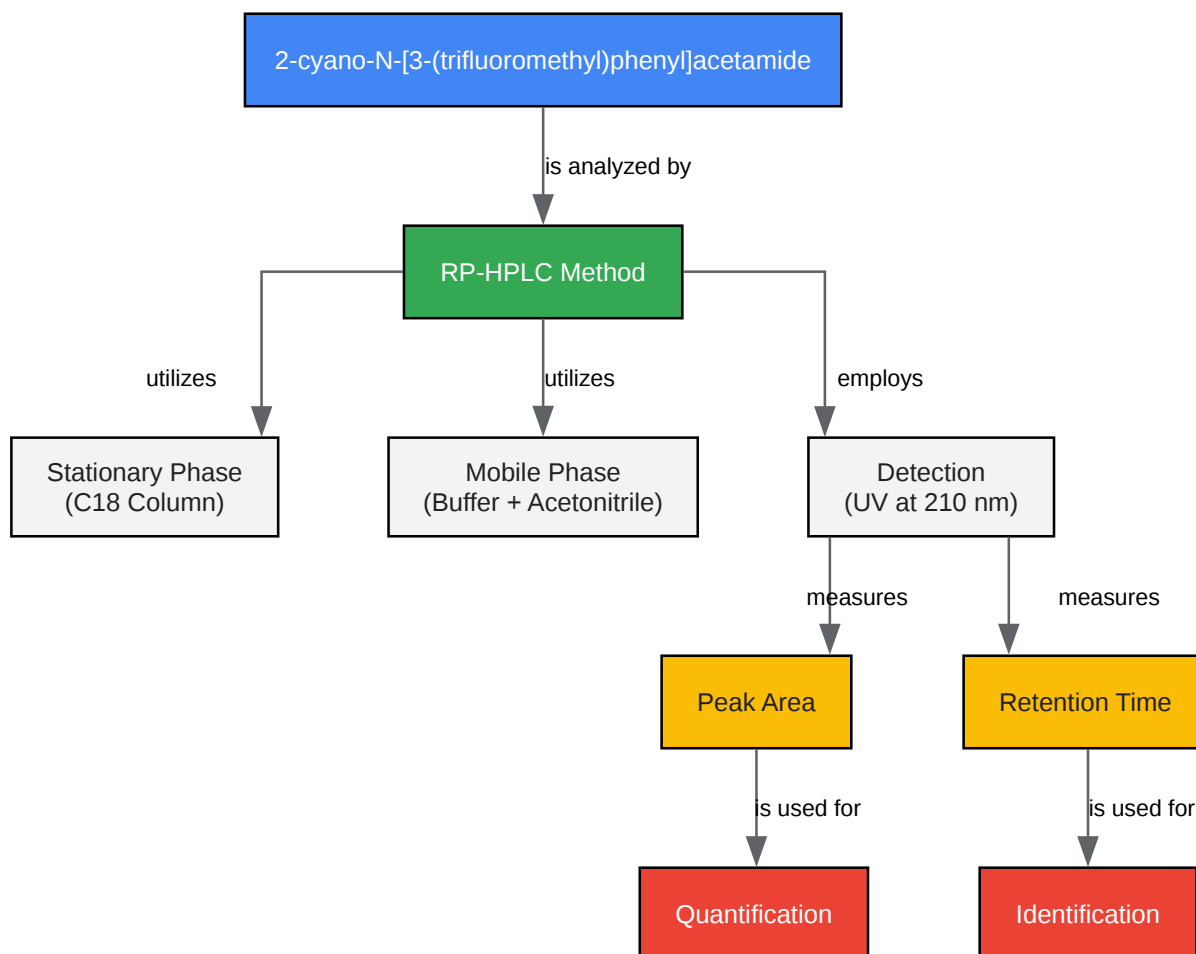 2-cyano-N-[3-(trifluoromethyl)phenyl]acetamide
is analyzed by
RP-HPLC Method
utilizes
utilizes
employs
Stationary Phase
(C18 Column)
Mobile Phase
(Buffer + Acetonitrile)
Detection
(UV at 210 nm)
measures
measures
Peak Area
Retention Time
is used for
is used for
Quantification
Identification